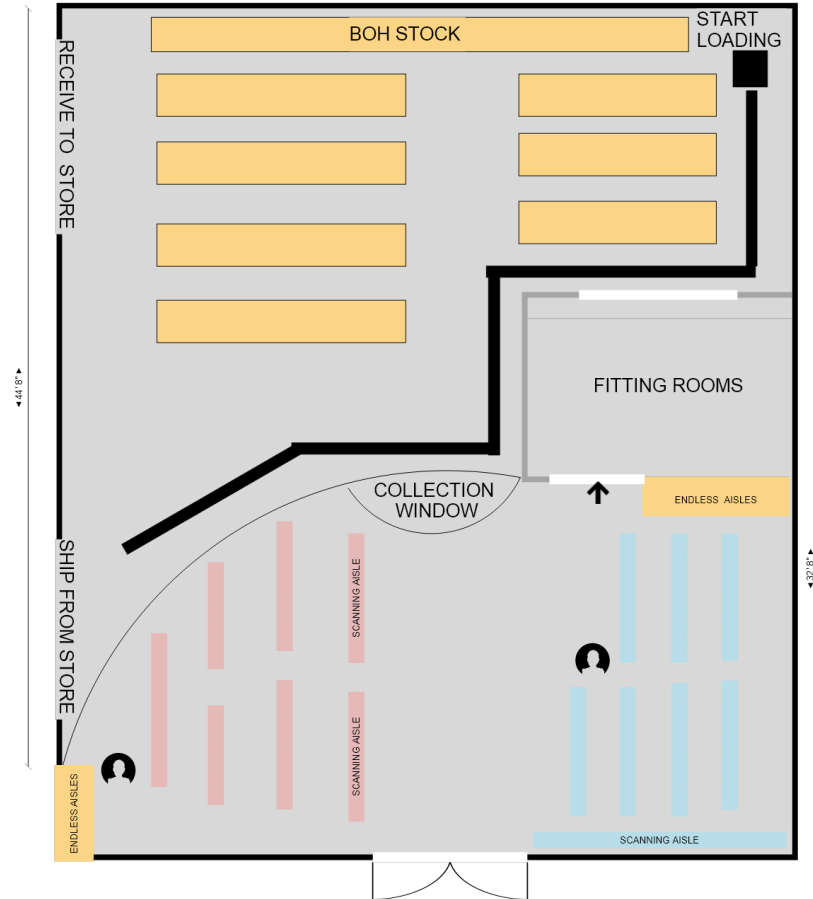 START
LOADING
BOH STOCK
RECEIVE TO STORE
44'8"
FITTING ROOMS
COLLECTION
WINDOW
ENDLESS AISLES
SHIP FROM STORE
SCANNING AISLE
32'8"
SCANNING AISLE
ENDLESS AISLES
SCANNING AISLE